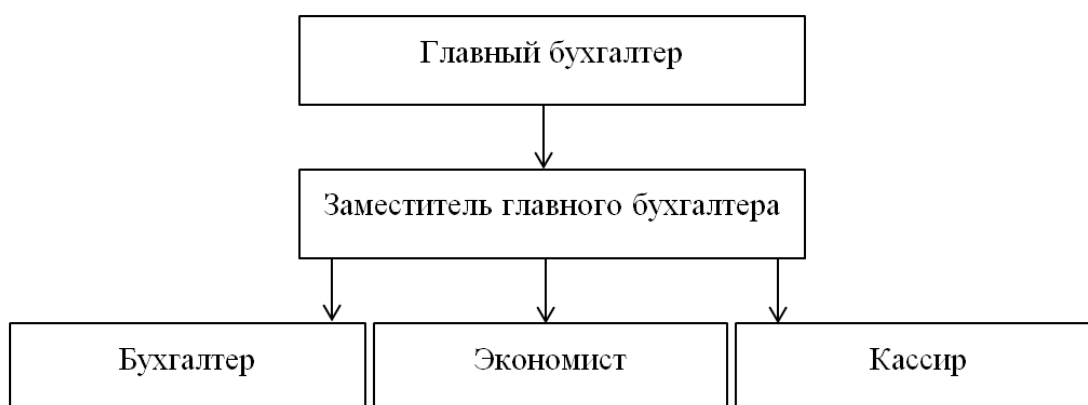 Главный бухгалтер
Заместитель главного бухгалтера
Бухгалтер
Экономист
Кассир